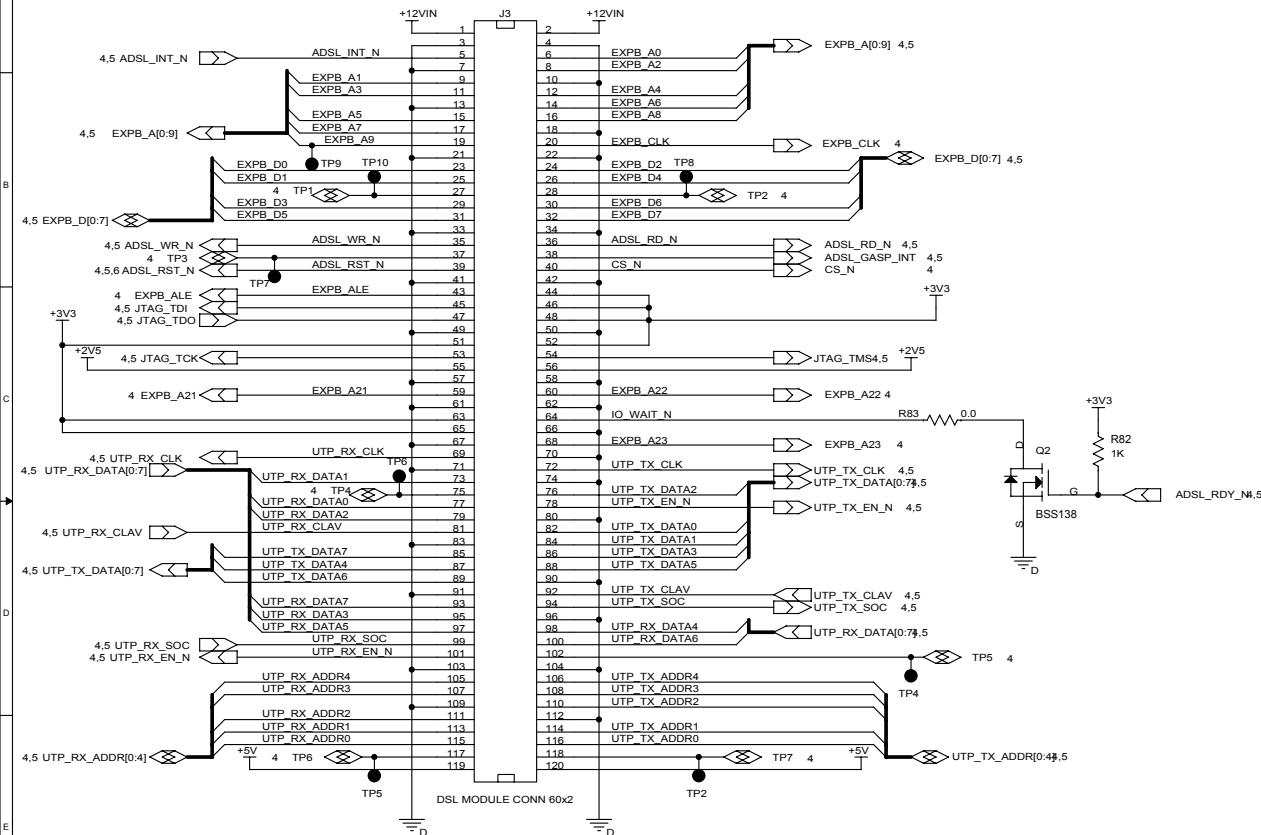 +12VIN J3 +12VIN
1 2
3 4
4,5 ADSL_INT_N ADSL_INT_N 5 6 EXPB_A0 EXPB_A[0:9] 4,5
7 8 EXPB_A2
EXPB_A1 9 10
EXPB_A3 11 12 EXPB_A4
13 14 EXPB_A6
EXPB_A5 15 16 EXPB_A8
4,5 EXPB_A[0:9] EXPB_A7 17 18
EXPB_A9 19 20 EXPB_CLK EXPB_CLK 4
21 22 EXPB_D[0:7] 4,5
EXPB_D0 TP9 TP10 23 24 EXPB_D2 TP8
EXPB_D1 25 26 EXPB_D4
4 TP1 27 28 TP2 4
EXPB_D3 29 30 EXPB_D6
4,5 EXPB_D[0:7] EXPB_D5 31 32 EXPB_D7
33 34
4,5 ADSL_WR_N ADSL_WR_N 35 36 ADSL_RD_N ADSL_RD_N 4,5
4 TP3 37 38 ADSL_GASP_INT 4,5
4,5,6 ADSL_RST_N ADSL_RST_N 39 40 CS_N CS_N 4
TP7 41 42
4 EXPB_ALE EXPB_ALE 43 44 +3V3
4,5 JTAG_TDI 45 46
+3V3 4,5 JTAG_TDO 47 48
49 50
51 52
+2V5 4,5 JTAG_TCK 53 54 JTAG_TMS4,5 +2V5
55 56
57 58
4 EXPB_A21 EXPB_A21 59 60 EXPB_A22 EXPB_A22 4
61 62 +3V3
63 64 IO_WAIT_N R83 0.0
65 66
67 68 EXPB_A23 EXPB_A23 4 R82
4,5 UTP_RX_CLK UTP_RX_CLK 69 70 D Q2 1K
4,5 UTP_RX_DATA[0:7] TP6 71 72 UTP_TX_CLK UTP_TX_CLK 4,5
UTP_RX_DATA1 73 74 UTP_TX_DATA[0:7]4,5
4 TP4 75 76 UTP_TX_DATA2 G ADSL_RDY_N4,5
UTP_RX_DATA0 77 78 UTP_TX_EN_N UTP_TX_EN_N 4,5 BSS138
UTP_RX_DATA2 79 80 S
4,5 UTP_RX_CLAV UTP_RX_CLAV 81 82 UTP_TX_DATA0
83 84 UTP_TX_DATA1
UTP_TX_DATA7 85 86 UTP_TX_DATA3
4,5 UTP_TX_DATA[0:7] UTP_TX_DATA4 87 88 UTP_TX_DATA5 D
UTP_TX_DATA6 89 90
91 92 UTP_TX_CLAV UTP_TX_CLAV 4,5
UTP_RX_DATA7 93 94 UTP_TX_SOC UTP_TX_SOC 4,5
UTP_RX_DATA3 95 96
UTP_RX_DATA5 97 98 UTP_RX_DATA4 UTP_RX_DATA[0:7]4,5
4,5 UTP_RX_SOC UTP_RX_SOC 99 100 UTP_RX_DATA6
4,5 UTP_RX_EN_N UTP_RX_EN_N 101 102 TP5 4
103 104
UTP_RX_ADDR4 105 106 UTP_TX_ADDR4 TP4
UTP_RX_ADDR3 107 108 UTP_TX_ADDR3
109 110 UTP_TX_ADDR2
UTP_RX_ADDR2 111 112
UTP_RX_ADDR1 113 114 UTP_TX_ADDR1
UTP_RX_ADDR0 115 116 UTP_TX_ADDR0
4,5 UTP_RX_ADDR[0:4] +5V 4 TP6 117 118 TP7 4 +5V UTP_TX_ADDR[0:4]4,5
119 120
TP5 TP2
DSL MODULE CONN 60x2
D D
B
C
D
E